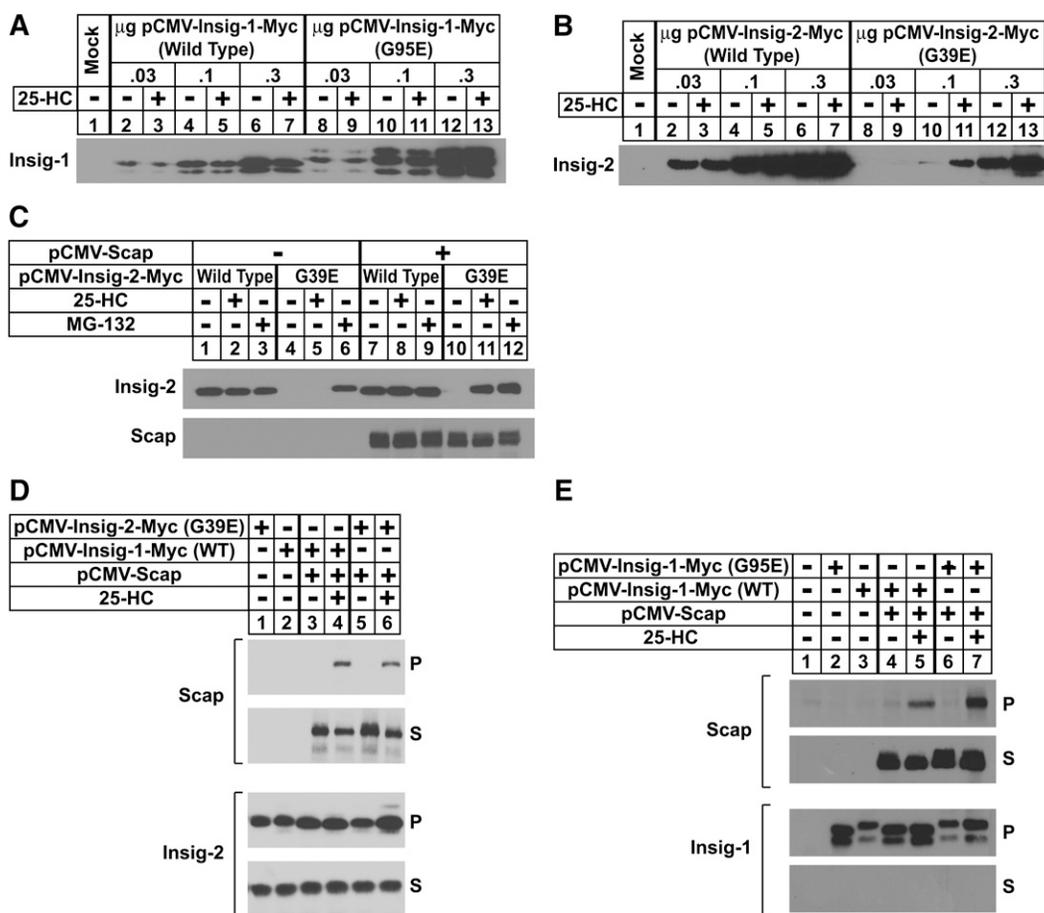 A
Mock
µg pCMV-Insig-1-Myc (Wild Type)
µg pCMV-Insig-1-Myc (G95E)
.03 .1 .3 .03 .1 .3
25-HC - - + - + - + - + - + - +
1 2 3 4 5 6 7 8 9 10 11 12 13
Insig-1
B
Mock
µg pCMV-Insig-2-Myc (Wild Type)
µg pCMV-Insig-2-Myc (G39E)
.03 .1 .3 .03 .1 .3
25-HC - - + - + - + - + - + - +
1 2 3 4 5 6 7 8 9 10 11 12 13
Insig-2
C
pCMV-Scap - +
pCMV-Insig-2-Myc Wild Type G39E Wild Type G39E
25-HC - + - - + - - + - - + -
MG-132 - - + - - + - - + - - +
1 2 3 4 5 6 7 8 9 10 11 12
Insig-2
Scap
D
pCMV-Insig-2-Myc (G39E) + - - - + +
pCMV-Insig-1-Myc (WT) - + + + - -
pCMV-Scap - - + + + +
25-HC - - - + - +
1 2 3 4 5 6
Scap
P
S
Insig-2
P
S
E
pCMV-Insig-1-Myc (G95E) - + - - - + +
pCMV-Insig-1-Myc (WT) - - + + + - -
pCMV-Scap - - - + + + +
25-HC - - - - + - +
1 2 3 4 5 6 7
Scap
P
S
Insig-1
P
S